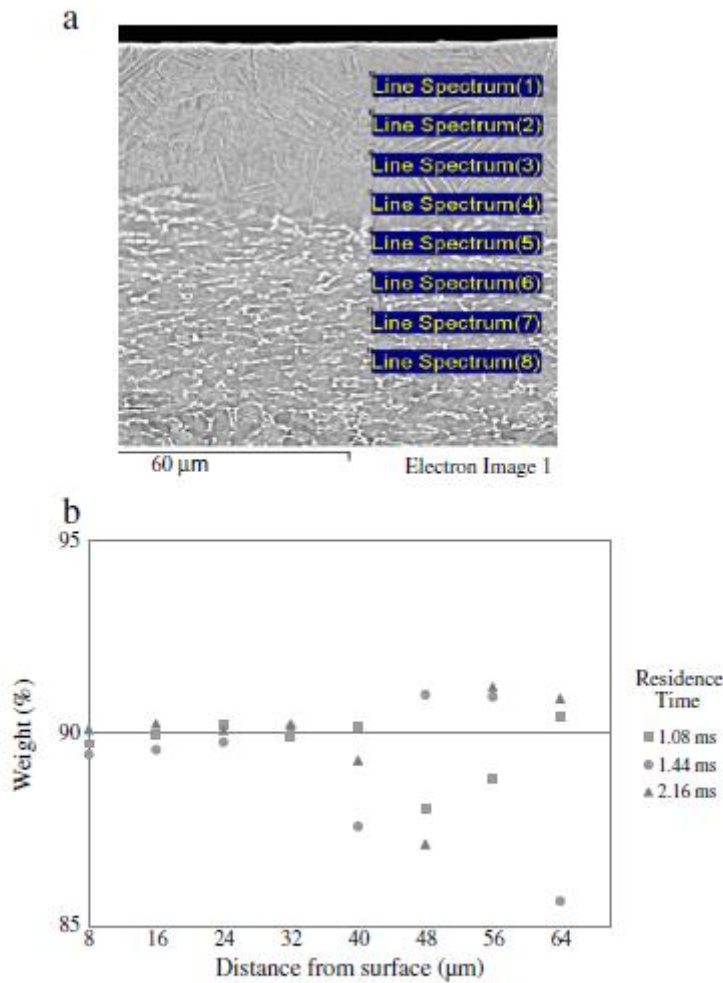 a
Line Spectrum(1)
Line Spectrum(2)
Line Spectrum(3)
Line Spectrum(4)
Line Spectrum(5)
Line Spectrum(6)
Line Spectrum(7)
Line Spectrum(8)
60 µm Electron Image 1
b
95
90
85
Weight (%)
8 16 24 32 40 48 56 64
Distance from surface (µm)
Residence
Time
1.08 ms
1.44 ms
2.16 ms